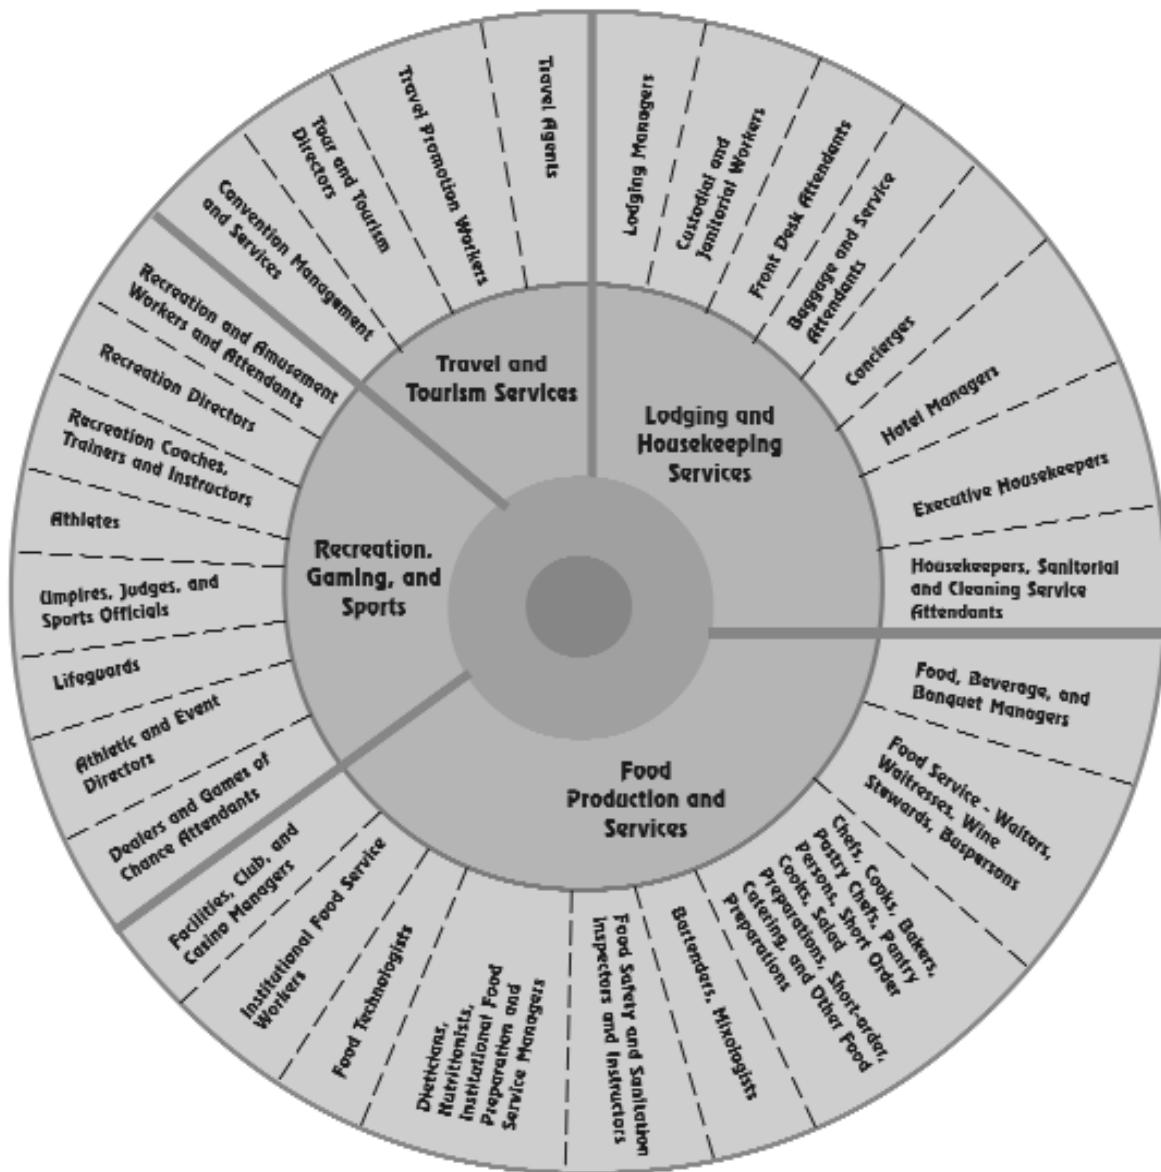 Travel and
Tourism Services
Lodging and
Housekeeping
Services
Recreation,
Gaming, and
Sports
Food
Production and
Services
Lodging Managers
Custodial and
Janitorial Workers
Front Desk Attendants
Baggage and Service
Attendants
Concierges
Hotel Managers
Executive Housekeepers
Housekeepers, Sanitorial
and Cleaning Service
Attendants
Food, Beverage, and
Banquet Managers
Food Service - Waiters,
Waitresses, Wine
Stewards, Buspersons
Chefs, Cooks, Bakers,
Pastry Chefs, Pantry
Persons, Short Order
Cooks, Salad
Preparations, Short-order,
Catering, and Other Food
Preparations
Bartenders, Mixologists
Food Safety and Sanitation
Inspectors and Instructors
Dieticians,
Nutritionists,
Institutional Food
Preparation and
Service Managers
Food Technologists
Institutional Food Service
Workers
Facilities, Club, and
Casino Managers
Dealers and Games of
Chance Attendants
Athletic and Event
Directors
Lifeguards
Umpires, Judges, and
Sports Officials
Athletes
Recreation Coaches,
Trainers and Instructors
Recreation Directors
Recreation and Amusement
Workers and Attendants
Convention Management
and Services
Tour and Tourism
Directors
Travel Promotion Workers
Travel Agents